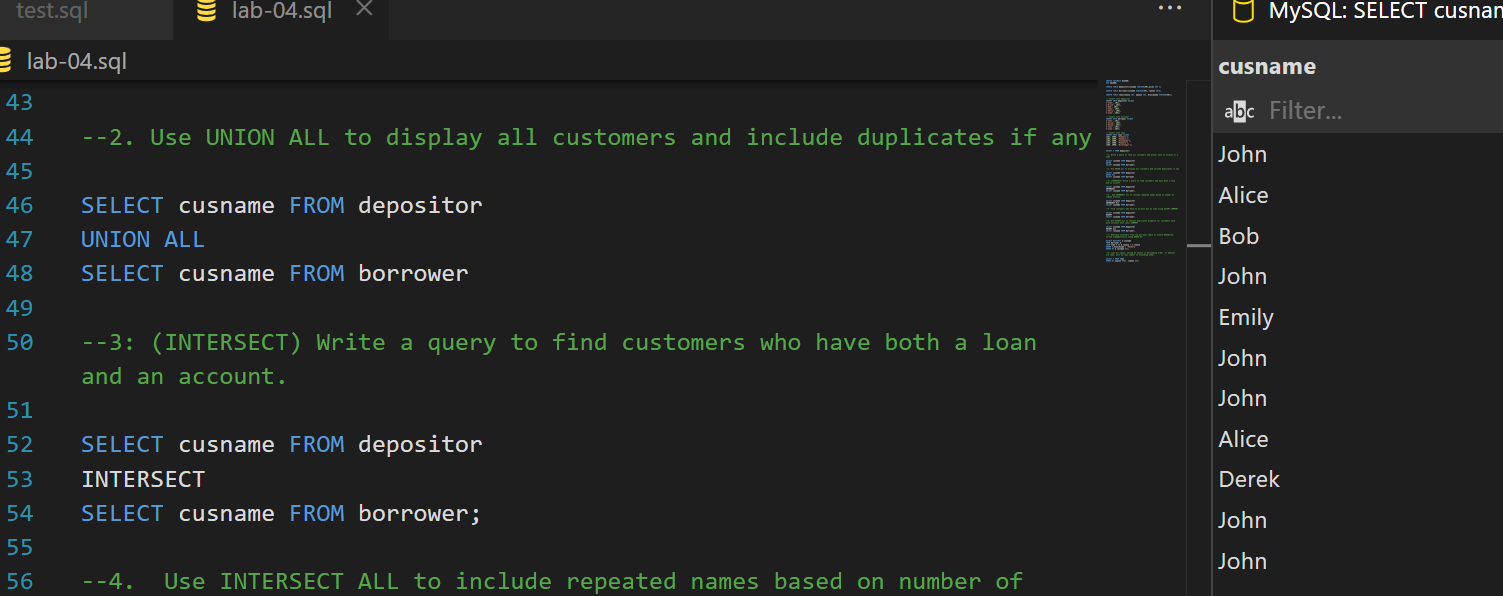 test.sql
lab-04.sql
lab-04.sql
43
44 --2. Use UNION ALL to display all customers and include duplicates if any
45
46 SELECT cusname FROM depositor
47 UNION ALL
48 SELECT cusname FROM borrower
49
50 --3: (INTERSECT) Write a query to find customers who have both a loan
and an account.
51
52 SELECT cusname FROM depositor
53 INTERSECT
54 SELECT cusname FROM borrower;
55
56 --4.  Use INTERSECT ALL to include repeated names based on number of
MySQL: SELECT cusnam
cusname
abc Filter...
John
Alice
Bob
John
Emily
John
John
Alice
Derek
John
John